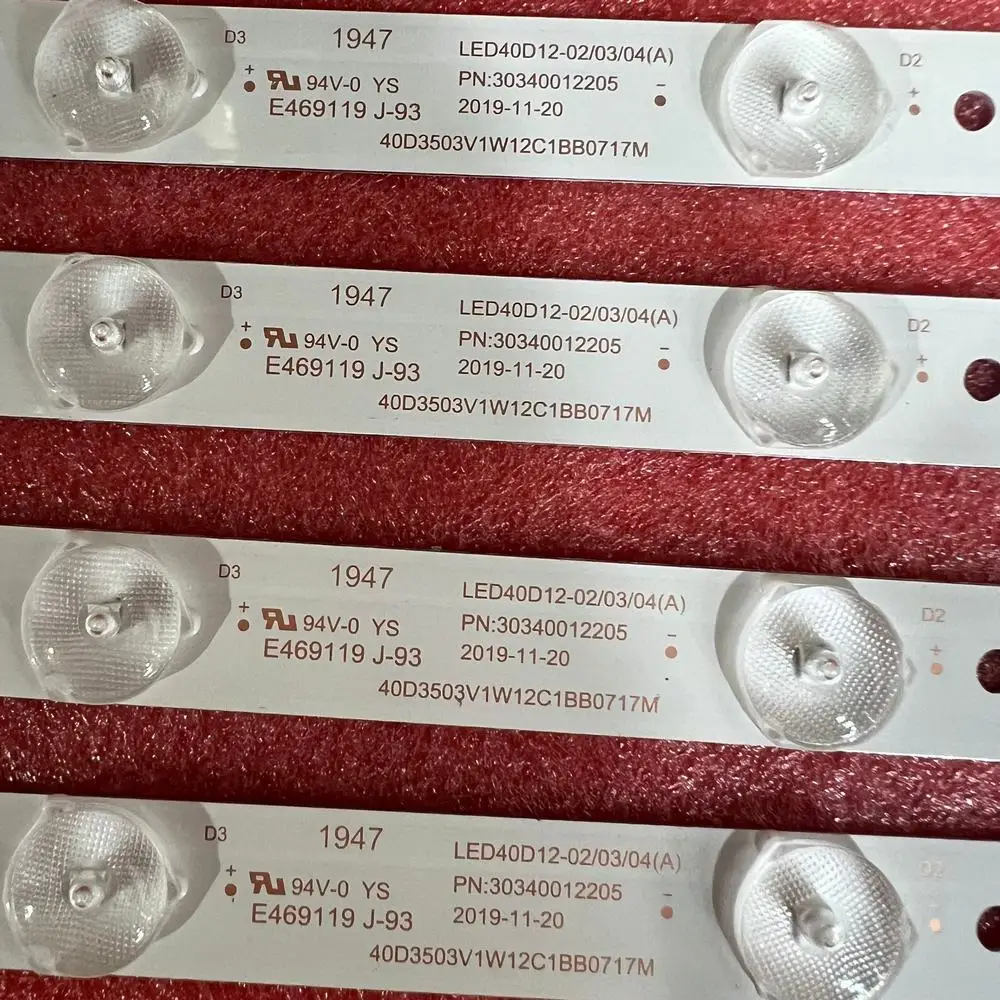 D3 1947 LED40D12-02/03/04(A) D2
+ 94V-0 YS PN:30340012205 - +
E469119 J-93 2019-11-20
40D3503V1W12C1BB0717M
D3 1947 LED40D12-02/03/04(A) D2
+ 94V-0 YS PN:30340012205 - +
E469119 J-93 2019-11-20
40D3503V1W12C1BB0717M
D3 1947 LED40D12-02/03/04(A) D2
+ 94V-0 YS PN:30340012205 - +
E469119 J-93 2019-11-20
40D3503V1W12C1BB0717M
D3 1947 LED40D12-02/03/04(A) D2
+ 94V-0 YS PN:30340012205 -
E469119 J-93 2019-11-20
40D3503V1W12C1BB0717M